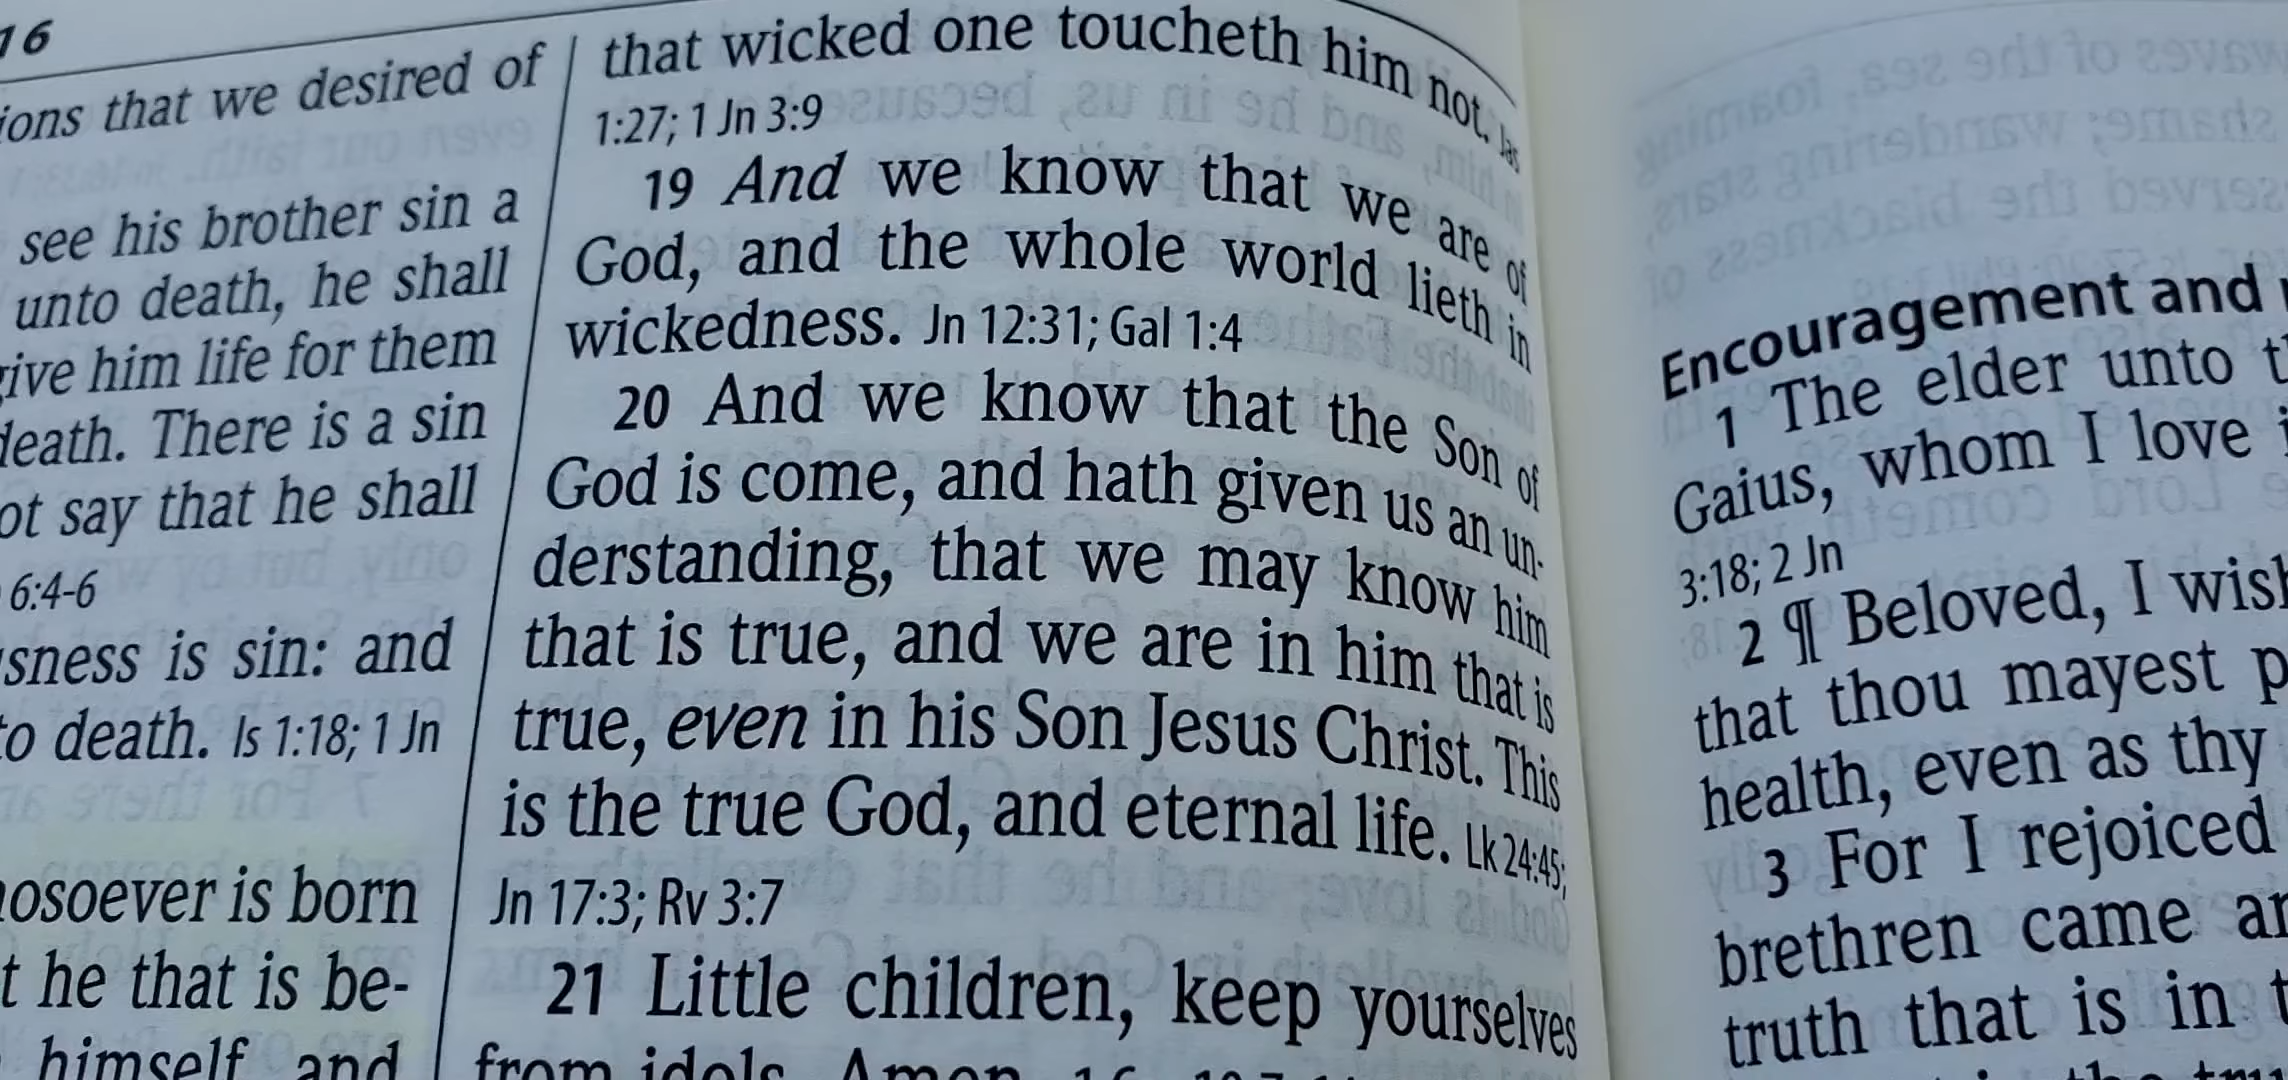 16
ions that we desired of
see his brother sin a
unto death, he shall
give him life for them
death. There is a sin
not say that he shall
6:4-6
sness is sin: and
to death. Is 1:18; 1 Jn
hosoever is born
t he that is be-
himself, and
that wicked one toucheth him not. Jas
1:27; 1 Jn 3:9
19 And we know that we are of
God, and the whole world lieth in
wickedness. Jn 12:31; Gal 1:4
20 And we know that the Son of
God is come, and hath given us an un-
derstanding, that we may know him
that is true, and we are in him that is
true, even in his Son Jesus Christ. This
is the true God, and eternal life. Lk 24:45;
Jn 17:3; Rv 3:7
21 Little children, keep yourselves
from idols. Amen.
Encouragement and
1 The elder unto
Gaius, whom I love
3:18; 2 Jn
2 ¶ Beloved, I wish
that thou mayest p
health, even as thy
3 For I rejoiced
brethren came an
truth that is in t